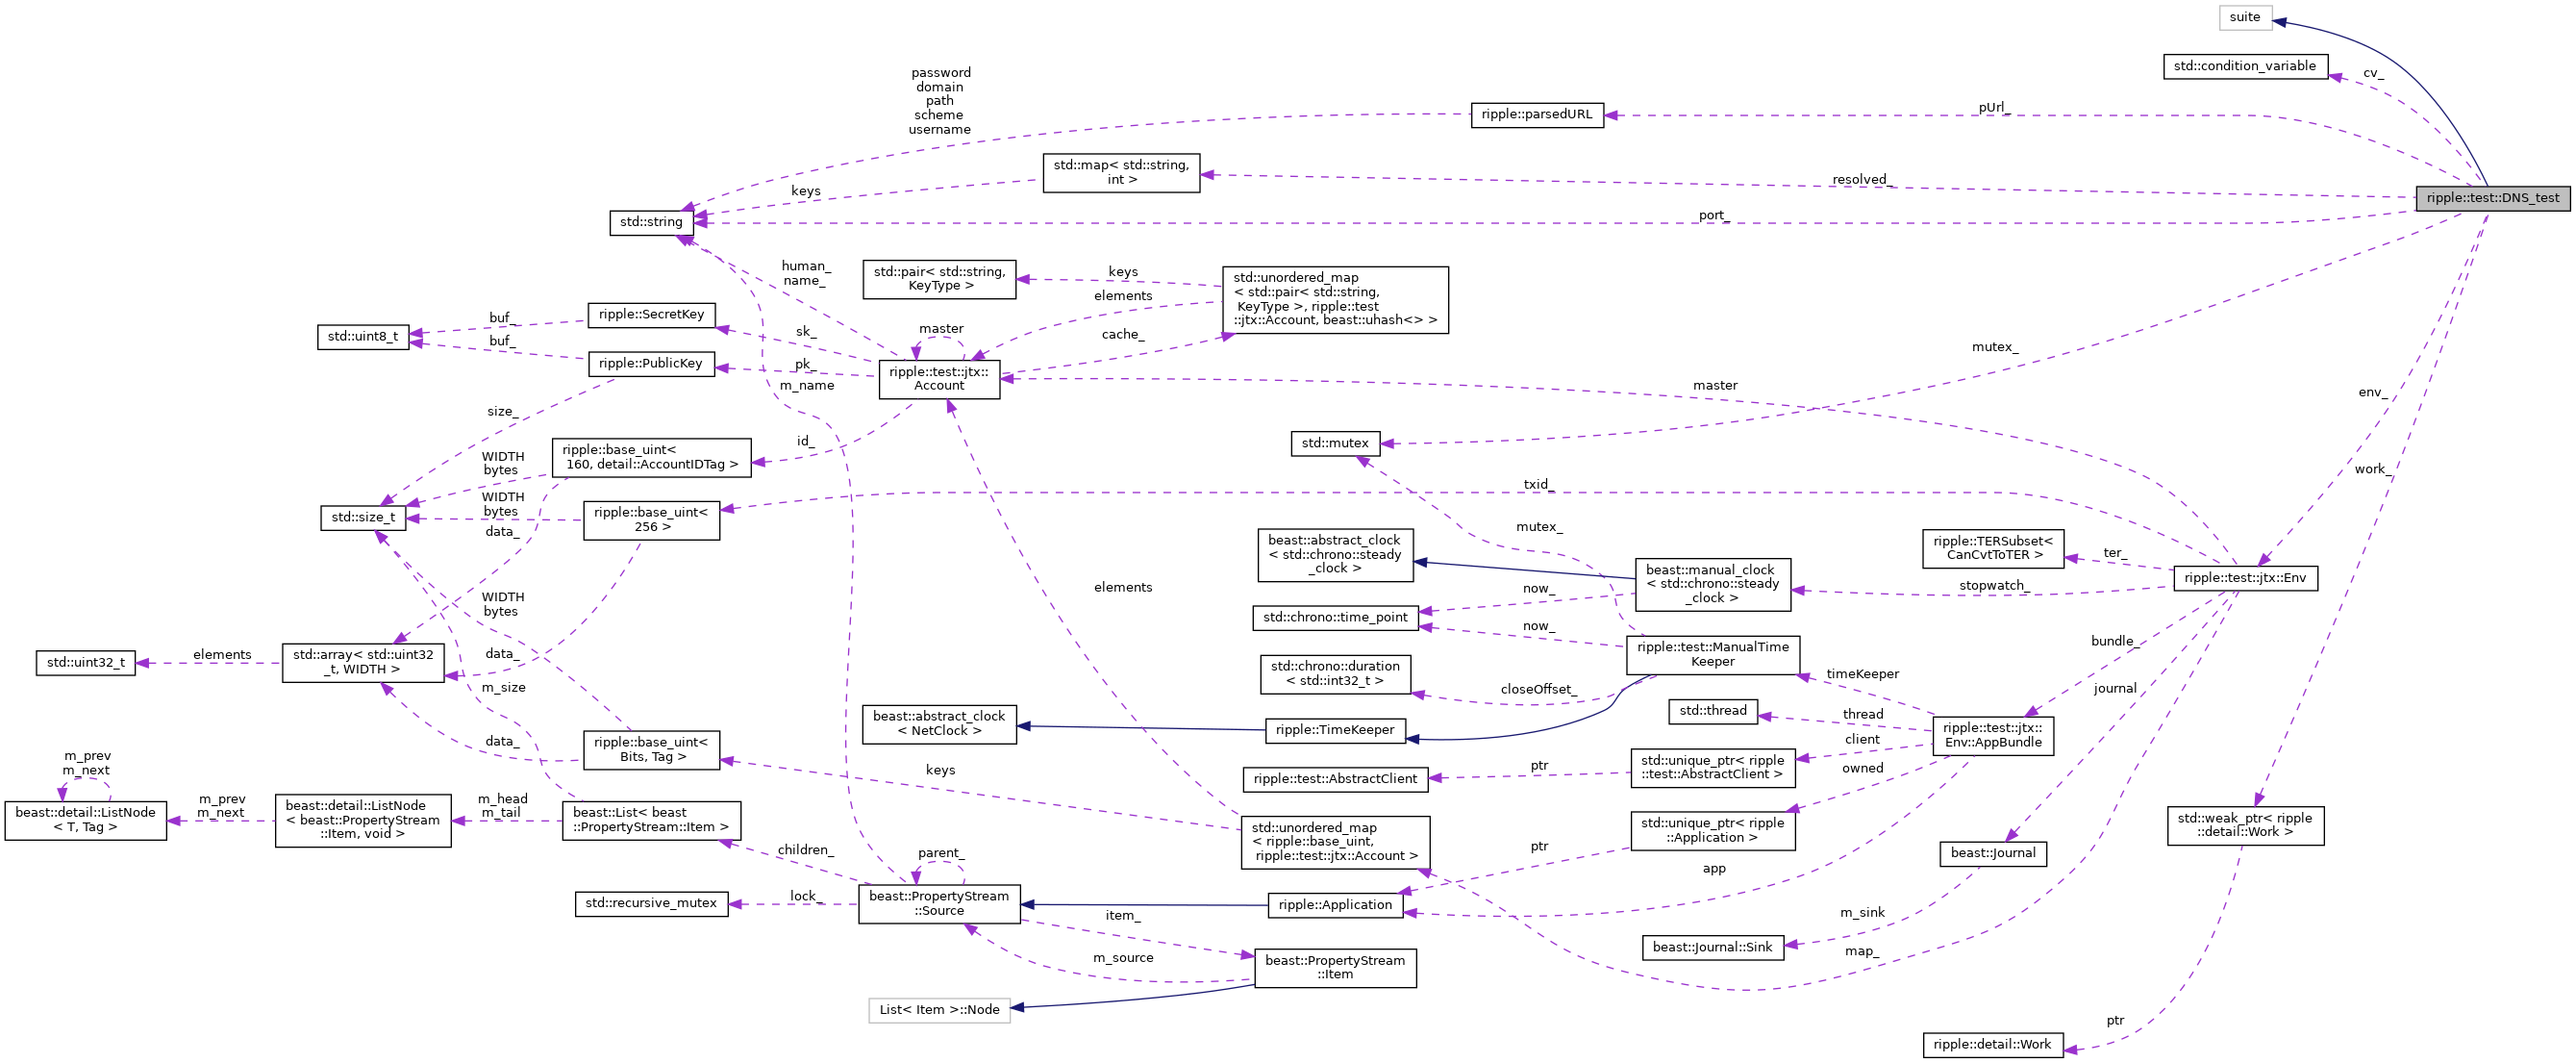 suite
std::condition_variable
cv_
password
domain
path
scheme
username
ripple::parsedURL
pUrl_
std::map< std::string,
int >
keys
resolved_
ripple::test::DNS_test
std::string
port_
human_
name_
std::pair< std::string,
KeyType >
keys
std::unordered_map
< std::pair< std::string,
KeyType >, ripple::test
::jtx::Account, beast::uhash<> >
elements
ripple::SecretKey
buf_
std::uint8_t
buf_
sk_
master
cache_
mutex_
ripple::PublicKey
pk_
ripple::test::jtx::
Account
m_name
master
env_
size_
id_
std::mutex
ripple::base_uint<
160, detail::AccountIDTag >
WIDTH
bytes
work_
txid_
WIDTH
bytes
ripple::base_uint<
256 >
std::size_t
data_
mutex_
beast::abstract_clock
< std::chrono::steady
_clock >
ripple::TERSubset<
CanCvtToTER >
ter_
ripple::test::jtx::Env
beast::manual_clock
< std::chrono::steady
_clock >
stopwatch_
elements
now_
WIDTH
bytes
std::chrono::time_point
now_
bundle_
std::uint32_t
elements
std::array< std::uint32
_t, WIDTH >
data_
ripple::test::ManualTime
Keeper
std::chrono::duration
< std::int32_t >
closeOffset_
timeKeeper
journal
m_size
std::thread
thread
beast::abstract_clock
< NetClock >
ripple::TimeKeeper
ripple::test::jtx::
Env::AppBundle
client
data_
ripple::base_uint<
Bits, Tag >
m_prev
m_next
keys
ripple::test::AbstractClient
ptr
std::unique_ptr< ripple
::test::AbstractClient >
owned
m_prev
m_next
m_head
m_tail
beast::detail::ListNode
< T, Tag >
beast::detail::ListNode
< beast::PropertyStream
::Item, void >
beast::List< beast
::PropertyStream::Item >
std::unordered_map
< ripple::base_uint,
ripple::test::jtx::Account >
std::unique_ptr< ripple
::Application >
std::weak_ptr< ripple
::detail::Work >
children_
parent_
ptr
beast::Journal
app
std::recursive_mutex
lock_
beast::PropertyStream
::Source
ripple::Application
item_
m_sink
beast::Journal::Sink
m_source
beast::PropertyStream
::Item
map_
List< Item >::Node
ptr
ripple::detail::Work